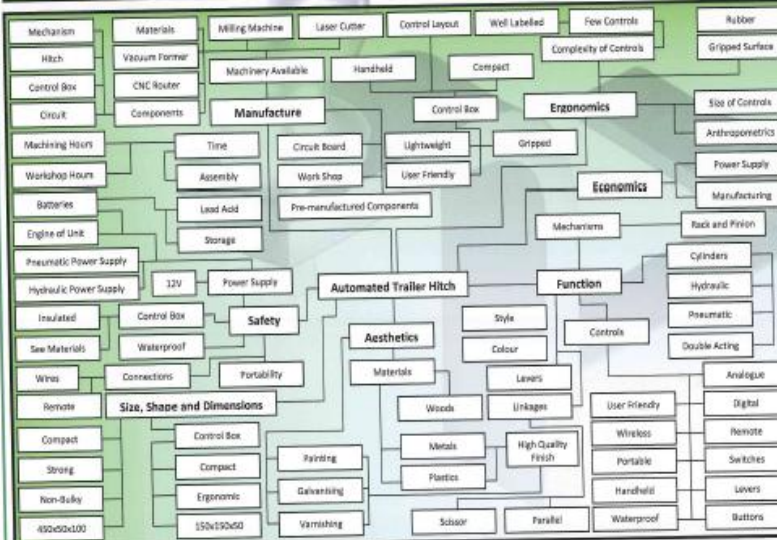 Mechanism
Materials
Milling Machine
Laser Cutter
Control Layout
Well Labelled
Few Controls
Rubber
Hitch
Vacuum Former
Complexity of Controls
Gripped Surface
Machinery Available
Handheld
Compact
Control Box
CNC Router
Circuit
Components
Manufacture
Control Box
Ergonomics
Size of Controls
Anthropometrics
Machining Hours
Time
Circuit Board
Lightweight
Gripped
Workshop Hours
Assembly
Work Shop
User Friendly
Power Supply
Economics
Manufacturing
Batteries
Lead Acid
Pre-manufactured Components
Engine of Unit
Storage
Mechanisms
Rack and Pinion
Pneumatic Power Supply
Cylinders
Hydraulic Power Supply
12V
Power Supply
Automated Trailer Hitch
Function
Hydraulic
Insulated
Control Box
Safety
Style
Pneumatic
Controls
See Materials
Waterproof
Aesthetics
Colour
Double Acting
Wires
Connections
Portability
Materials
Levers
Analogue
Remote
Size, Shape and Dimensions
Woods
Linkages
User Friendly
Digital
Compact
Control Box
Wireless
Remote
Strong
Compact
Painting
Metals
High Quality
Finish
Portable
Switches
Plastics
Non-Bulky
Ergonomic
Galvanising
Handheld
Levers
450x50x100
150x150x50
Varnishing
Scissor
Parallel
Waterproof
Buttons